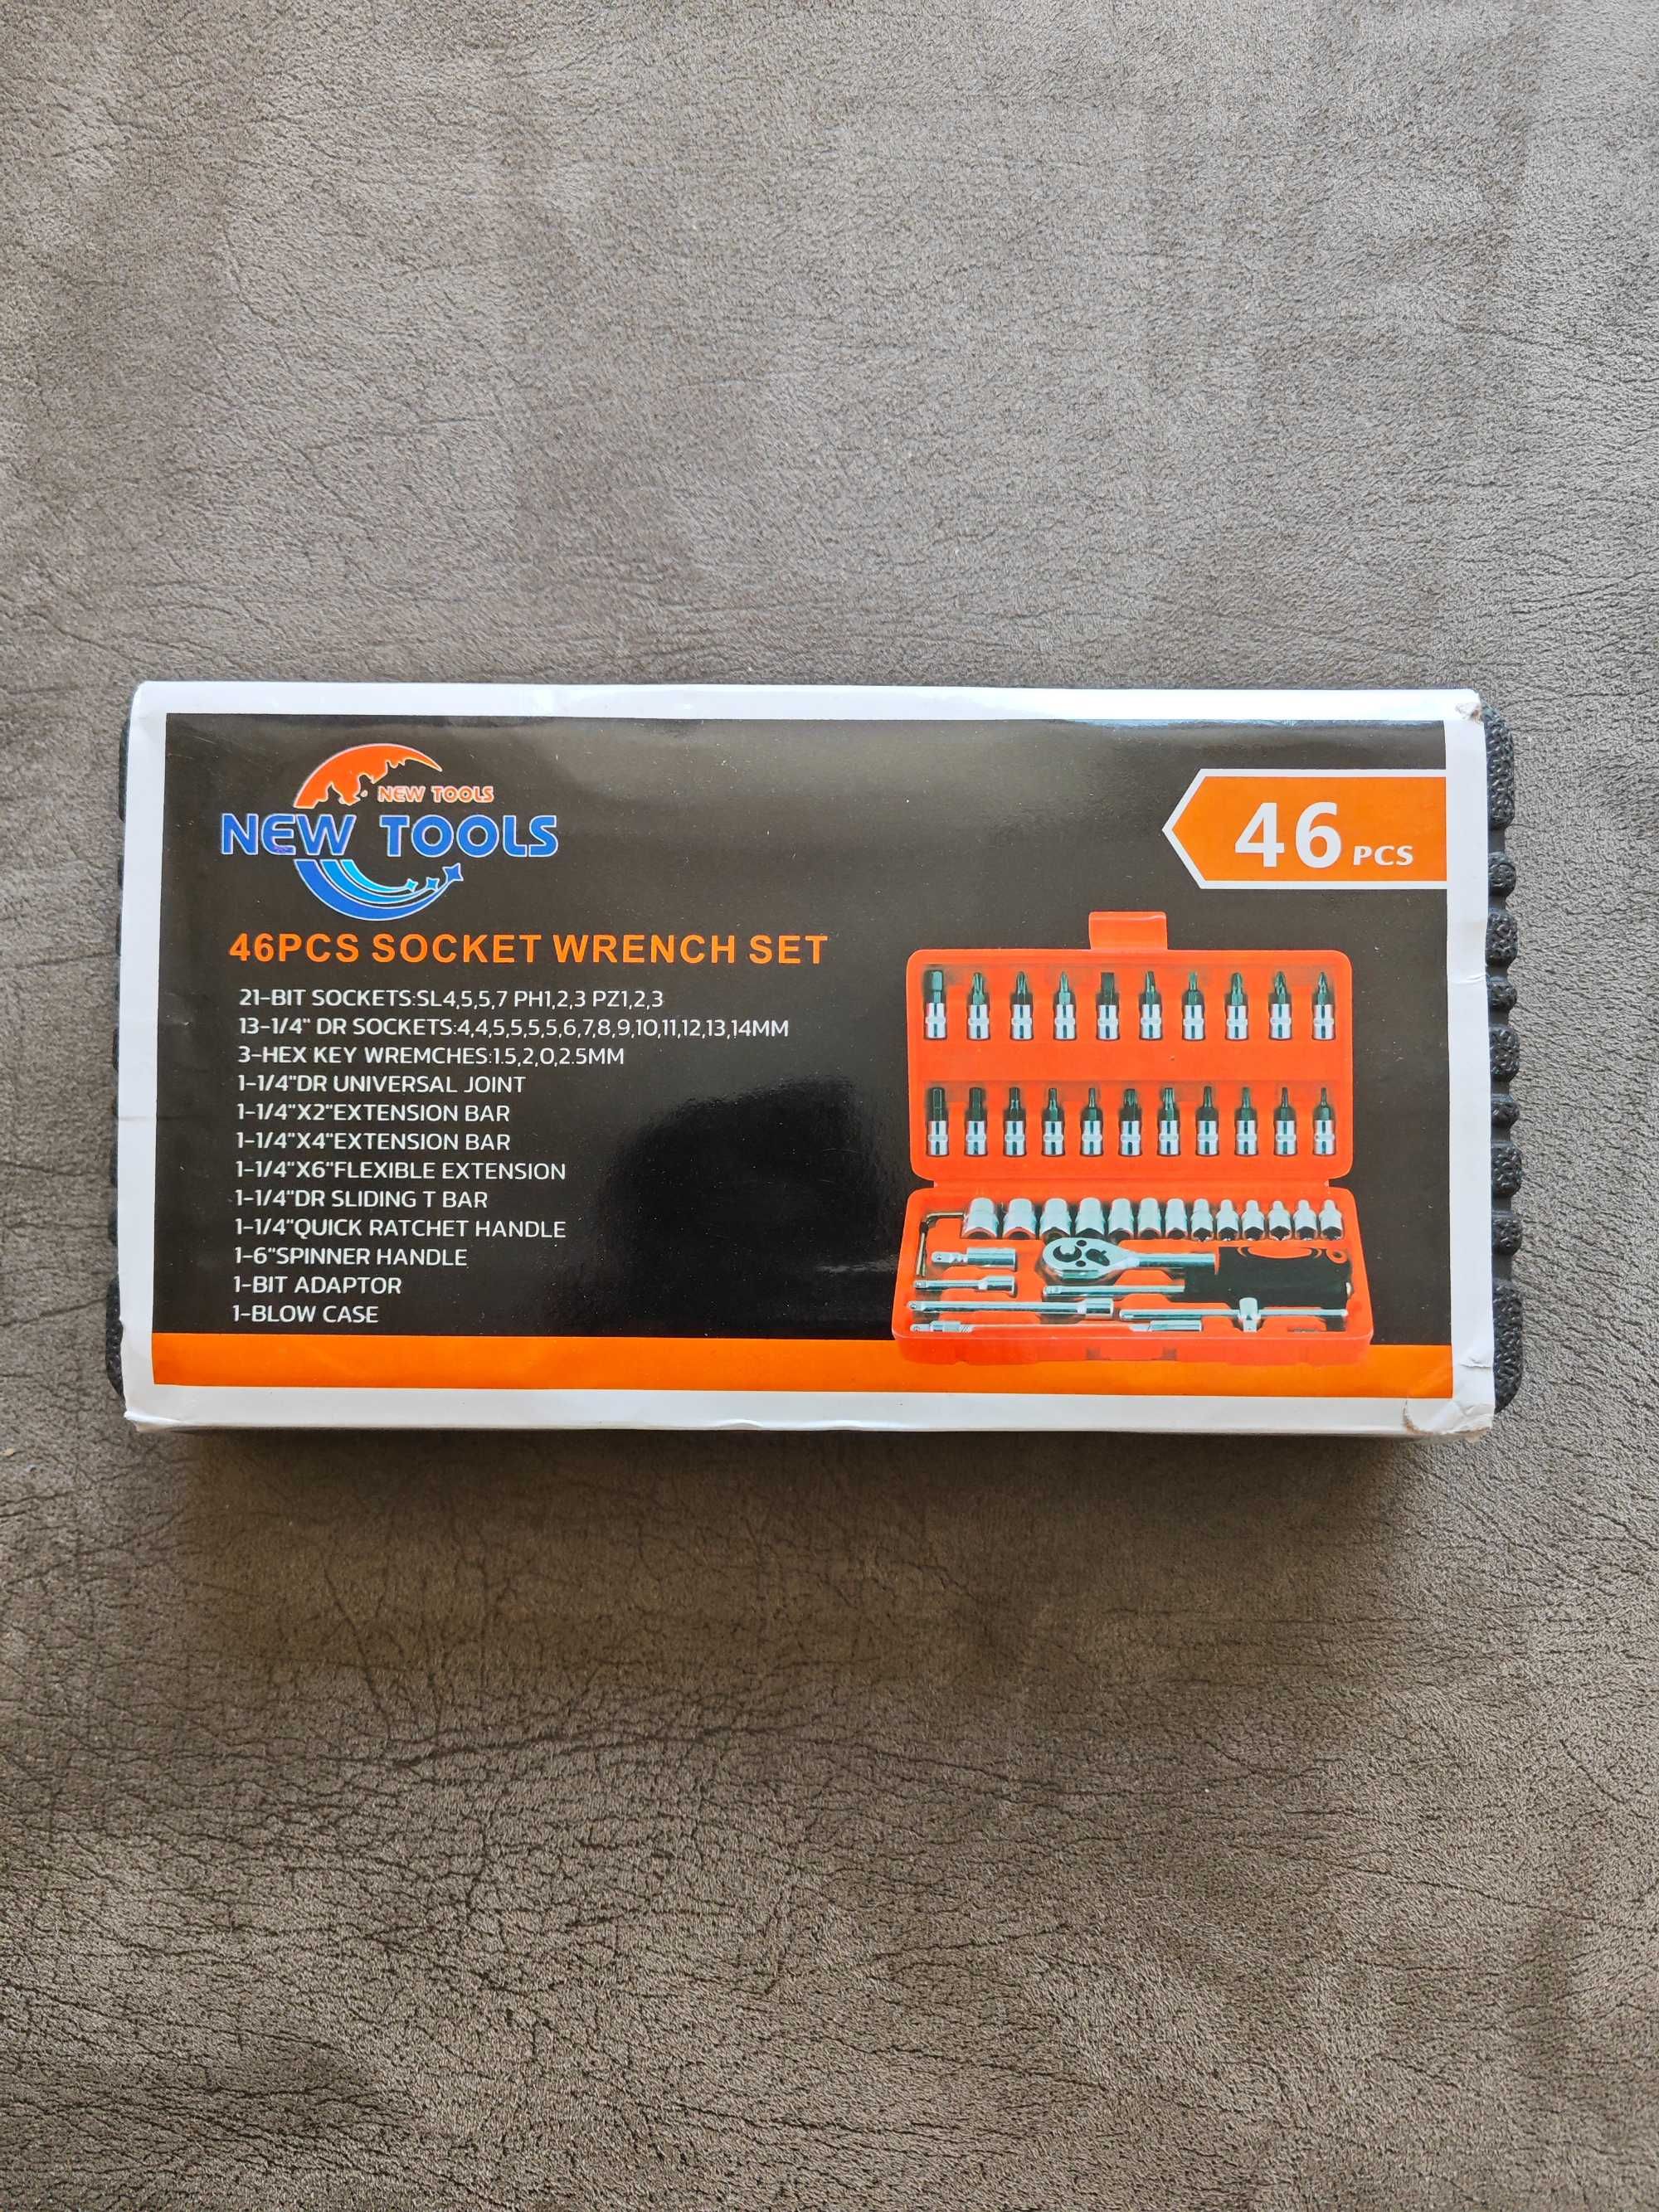 NEW TOOLS
NEW TOOLS
46 PCS
46PCS SOCKET WRENCH SET
21-BIT SOCKETS:SL4,5,5,7 PH1,2,3 PZ1,2,3
13-1/4" DR SOCKETS:4,4,5,5,5,5,6,7,8,9,10,11,12,13,14MM
3-HEX KEY WREMCHES:1.5,2,0,2.5MM
1-1/4"DR UNIVERSAL JOINT
1-1/4"X2"EXTENSION BAR
1-1/4"X4"EXTENSION BAR
1-1/4"X6"FLEXIBLE EXTENSION
1-1/4"DR SLIDING T BAR
1-1/4"QUICK RATCHET HANDLE
1-6"SPINNER HANDLE
1-BIT ADAPTOR
1-BLOW CASE